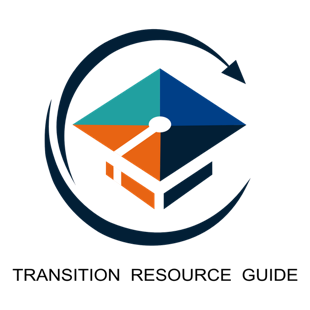 TRANSITION RESOURCE GUIDE